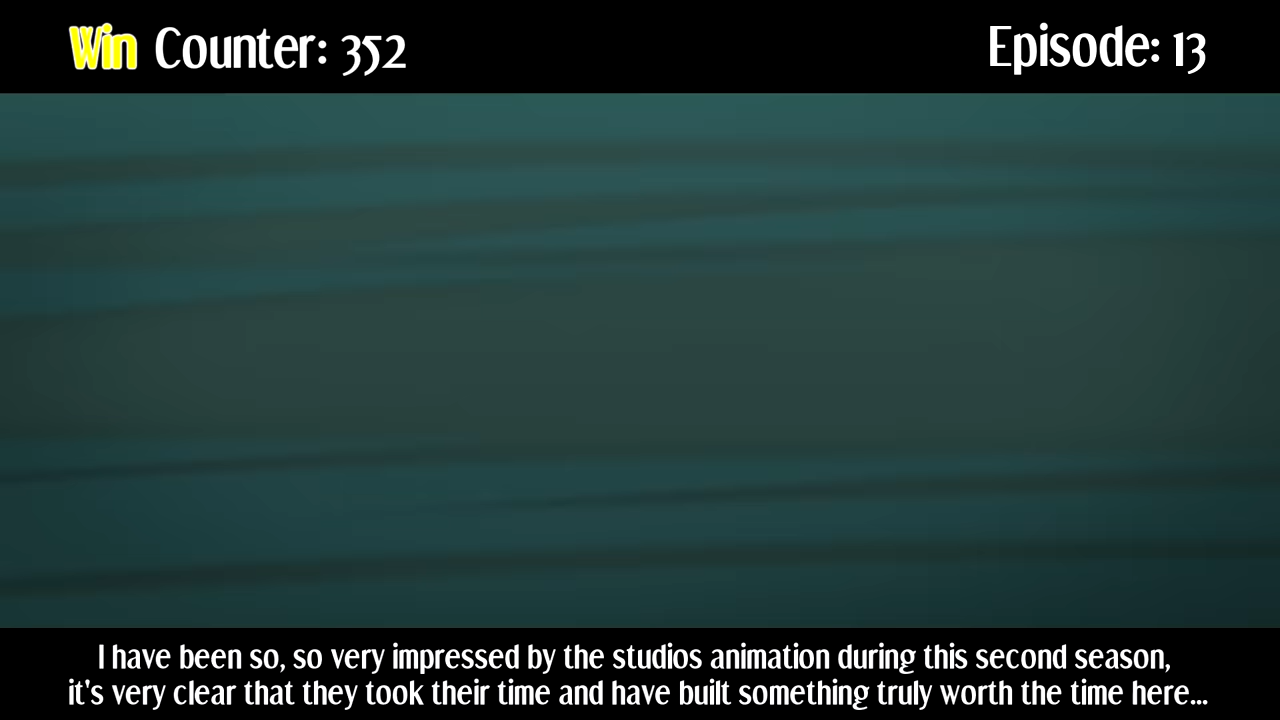 Win Counter: 352
Episode: 13
I have been so, so very impressed by the studios animation during this second season,
it's very clear that they took their time and have built something truly worth the time here...